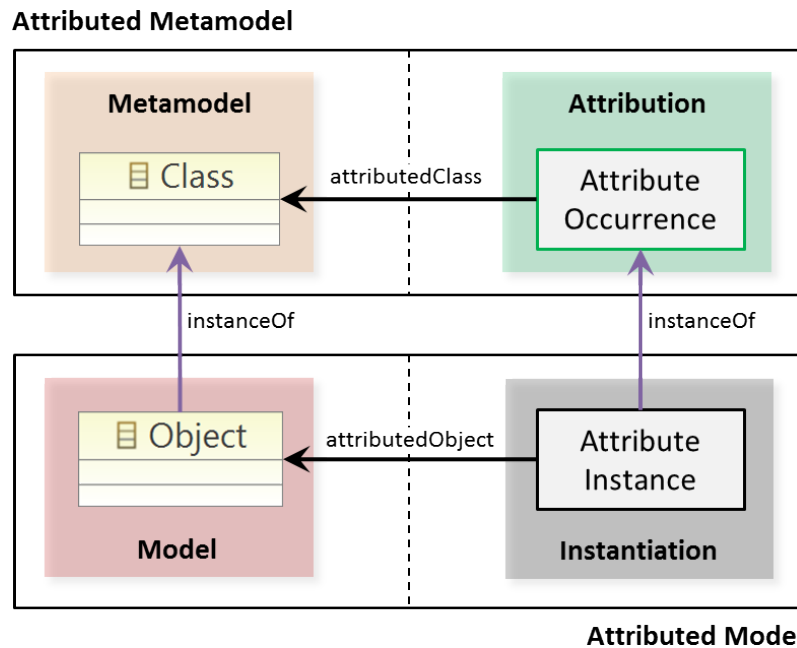 Attributed Metamodel
Metamodel
Attribution
Class
attributedClass
Attribute
Occurrence
instanceOf
instanceOf
Object
attributedObject
Attribute
Instance
Model
Instantiation
Attributed Mode